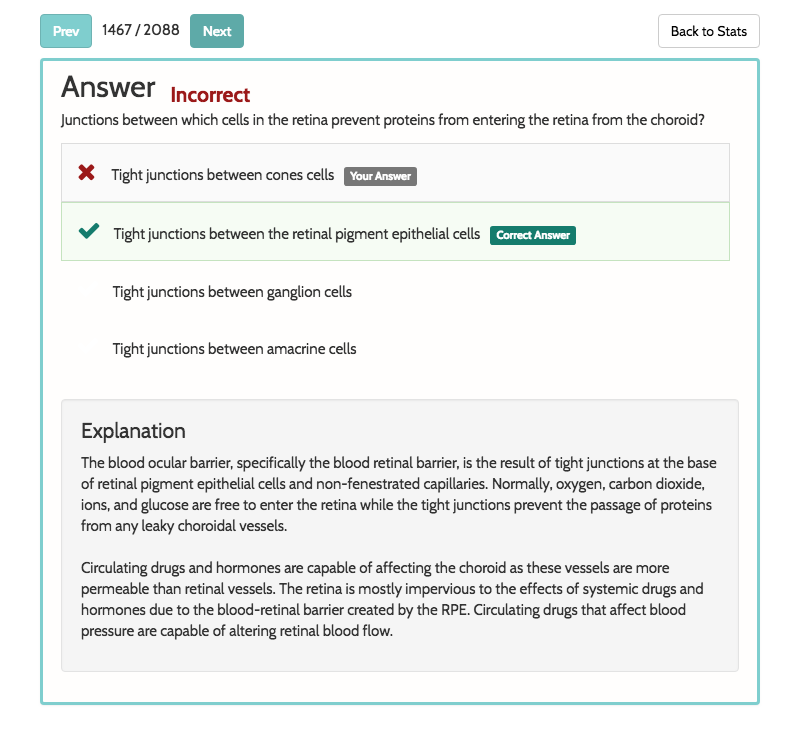 Prev 1467 / 2088 Next Back to Stats
Answer Incorrect
Junctions between which cells in the retina prevent proteins from entering the retina from the choroid?
Tight junctions between cones cells Your Answer
Tight junctions between the retinal pigment epithelial cells Correct Answer
Tight junctions between ganglion cells
Tight junctions between amacrine cells
Explanation
The blood ocular barrier, specifically the blood retinal barrier, is the result of tight junctions at the base
of retinal pigment epithelial cells and non-fenestrated capillaries. Normally, oxygen, carbon dioxide,
ions, and glucose are free to enter the retina while the tight junctions prevent the passage of proteins
from any leaky choroidal vessels.
Circulating drugs and hormones are capable of affecting the choroid as these vessels are more
permeable than retinal vessels. The retina is mostly impervious to the effects of systemic drugs and
hormones due to the blood-retinal barrier created by the RPE. Circulating drugs that affect blood
pressure are capable of altering retinal blood flow.